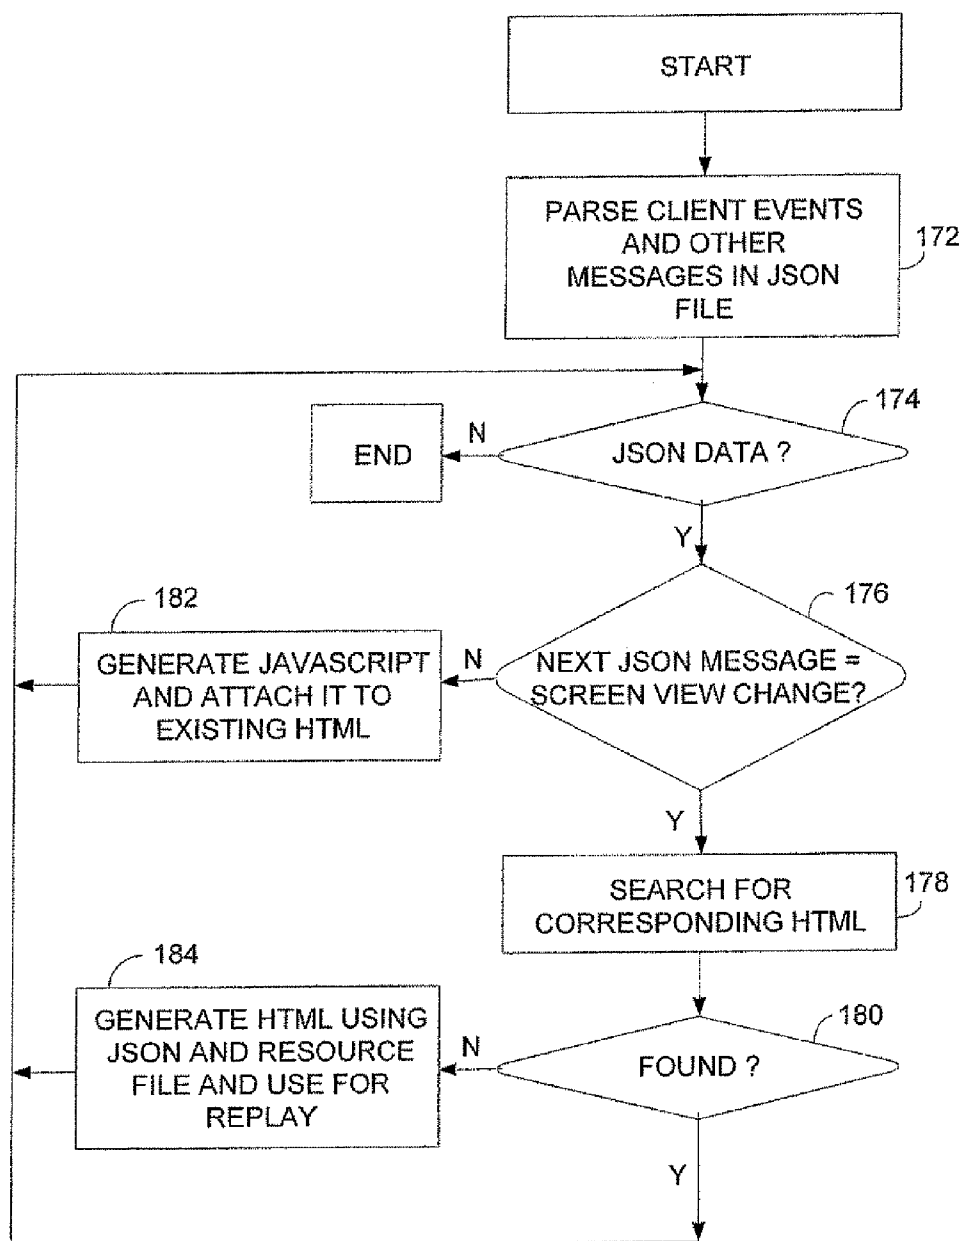 START
PARSE CLIENT EVENTS
AND OTHER
MESSAGES IN JSON
FILE
172
174
END
N
JSON DATA ?
Y
182
176
GENERATE JAVASCRIPT
AND ATTACH IT TO
EXISTING HTML
N
NEXT JSON MESSAGE =
SCREEN VIEW CHANGE?
Y
SEARCH FOR
CORRESPONDING HTML
178
184
GENERATE HTML USING
JSON AND RESOURCE
FILE AND USE FOR
REPLAY
N
180
FOUND ?
Y